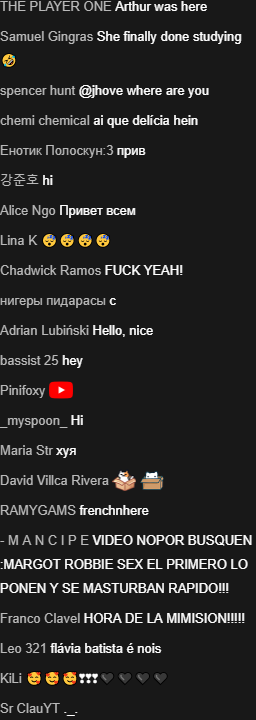 THE PLAYER ONE Arthur was here
Samuel Gingras She finally done studying
🤣
spencer hunt @jhove where are you
chemi chemical ai que delícia hein
Енотик Полоскун:3 прив
강준호 hi
Alice Ngo Привет всем
Lina K 😴😴😴😴
Chadwick Ramos FUCK YEAH!
нигеры пидарасы с
Adrian Lubiński Hello, nice
bassist 25 hey
Pinifoxy
_myspoon_ Hi
Maria Str хуя
David Villca Rivera
RAMYGAMS frenchnhere
- M A N C I P E VIDEO NOPOR BUSQUEN
:MARGOT ROBBIE SEX EL PRIMERO LO
PONEN Y SE MASTURBAN RAPIDO!!!
Franco Clavel HORA DE LA MIMISION!!!!!
Leo 321 flávia batista é nois
KiLi 🥰🥰🥰❣❣❣🖤🖤🖤🖤
Sr ClauYT ._.